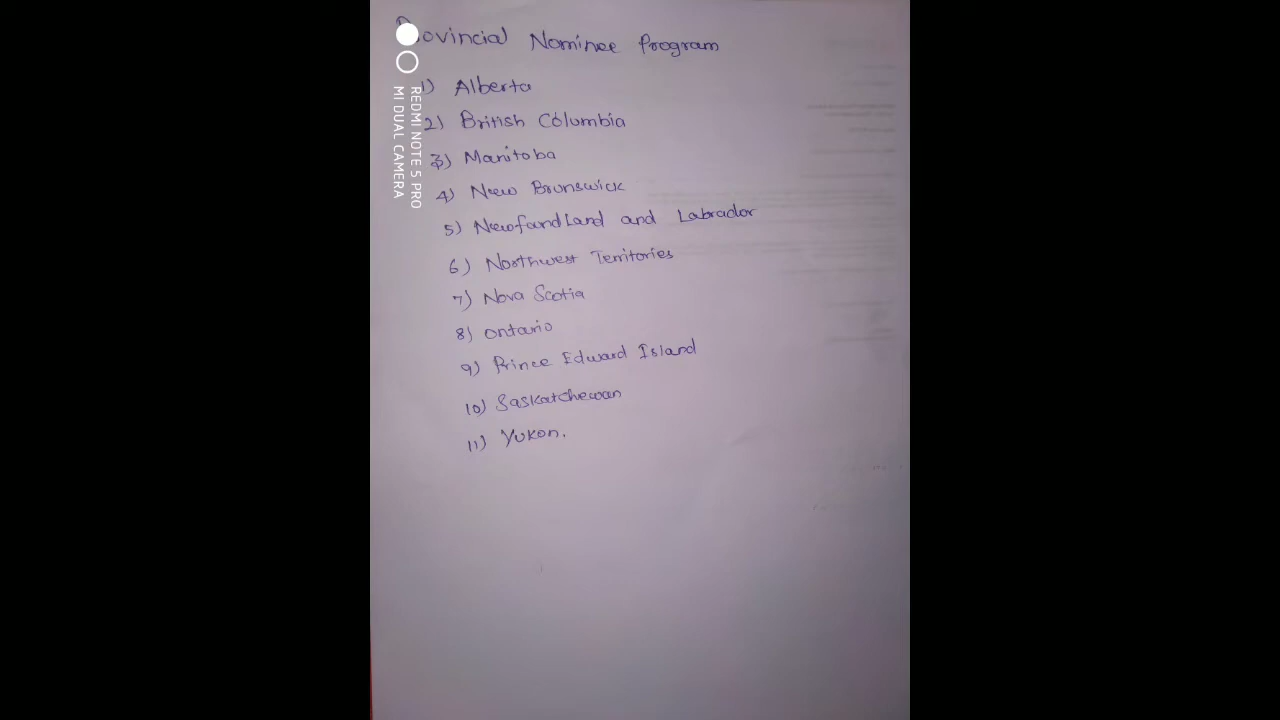 Provincial Nominee Program
1) Alberta
2) British Columbia
3) Manitoba
4) New Brunswick
5) NewfandLand and Labrador
6) Northwest Territories
7) Nova Scotia
8) Ontario
9) Prince Edward Island
10) Saskatchewan
11) Yukon.
REDMI NOTE 5 PRO
MI DUAL CAMERA